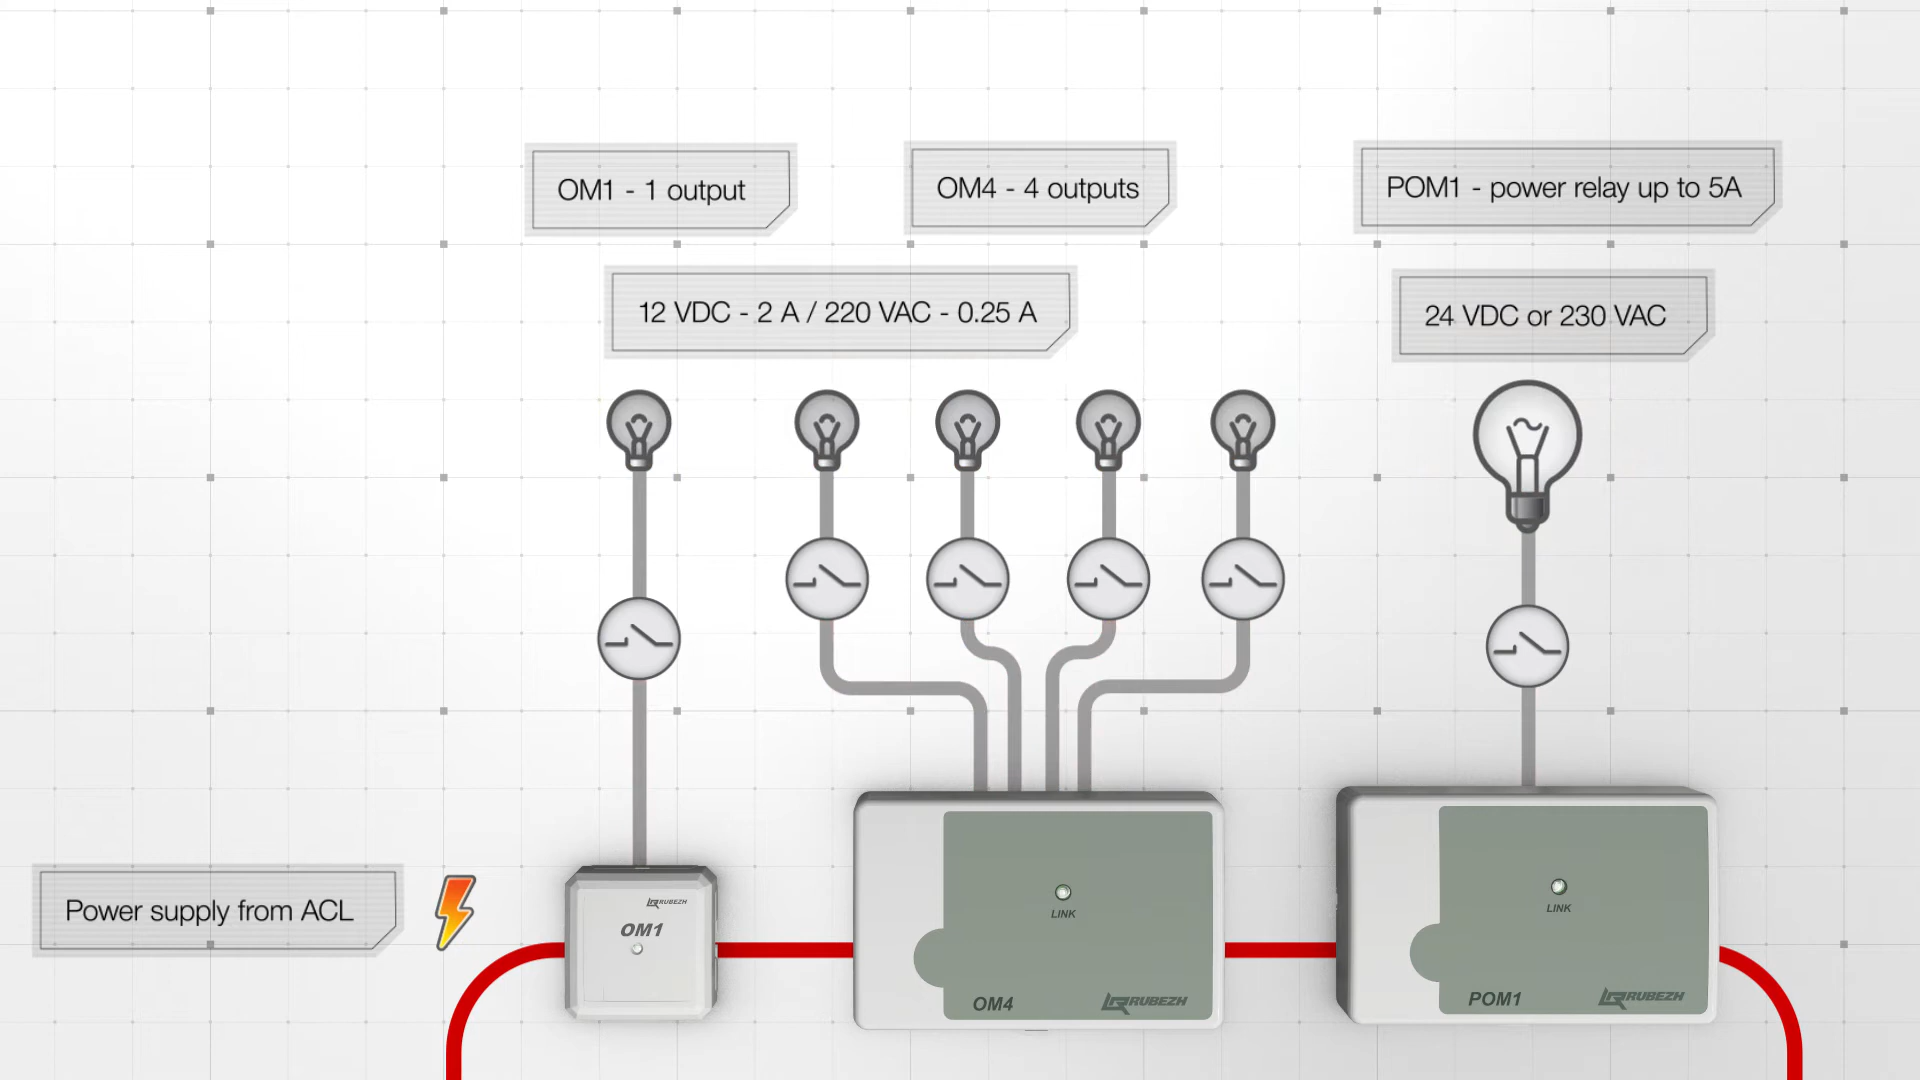 OM1 - 1 output
OM4 - 4 outputs
POM1 - power relay up to 5A
12 VDC - 2 A / 220 VAC - 0.25 A
24 VDC or 230 VAC
Power supply from ACL
RUBEZH
OM1
LINK
OM4
RUBEZH
LINK
POM1
RUBEZH